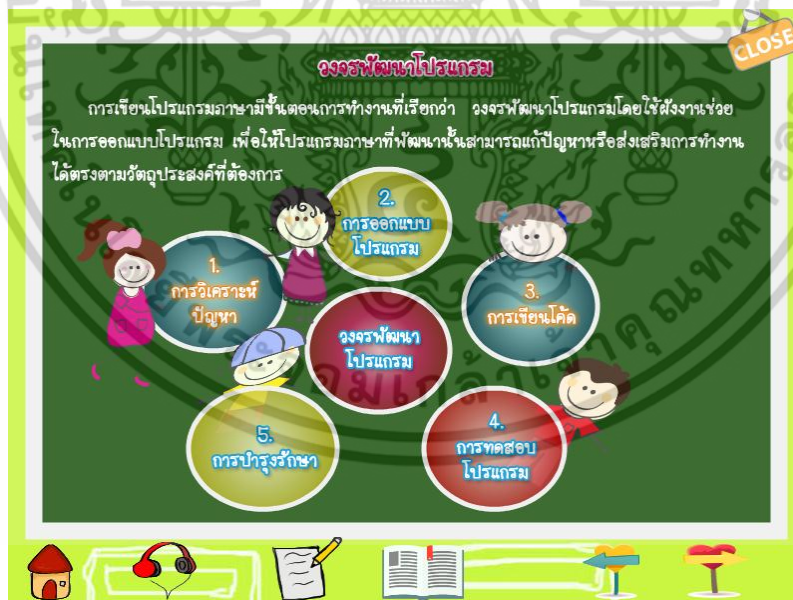 CLOSE
วงจรพัฒนาโปรแกรม
การเขียนโปรแกรมภาษามีขั้นตอนการทำงานที่เรียกว่า วงจรพัฒนาโปรแกรมโดยใช้ผังงานช่วย
ในการออกแบบโปรแกรม เพื่อให้โปรแกรมภาษาที่พัฒนานั้นสามารถแก้ปัญหาหรือส่งเสริมการทำงาน
ได้ตรงตามวัตถุประสงค์ที่ต้องการ
1.
การวิเคราะห์
ปัญหา
2.
การออกแบบ
โปรแกรม
3.
การเขียนโค้ด
วงจรพัฒนา
โปรแกรม
4.
การทดสอบ
โปรแกรม
5.
การบำรุงรักษา